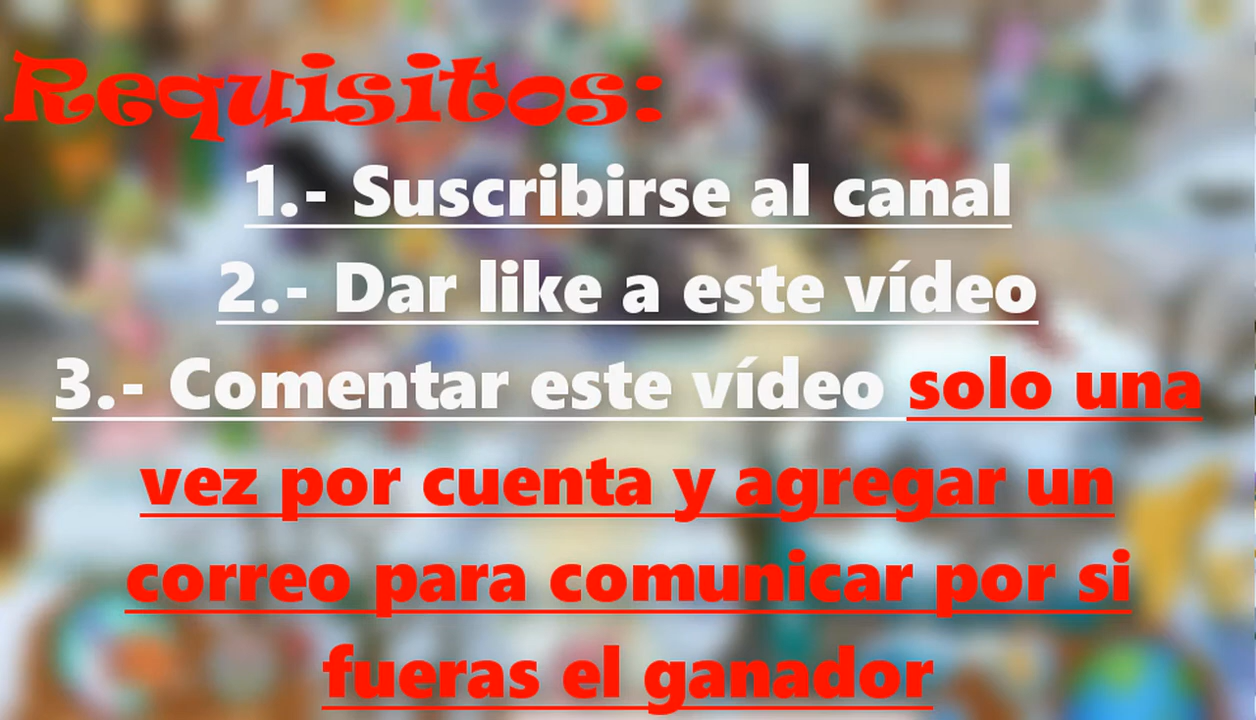 Requisitos:
1.- Suscribirse al canal
2.- Dar like a este vídeo
3.- Comentar este vídeo solo una
vez por cuenta y agregar un
correo para comunicar por si
fueras el ganador